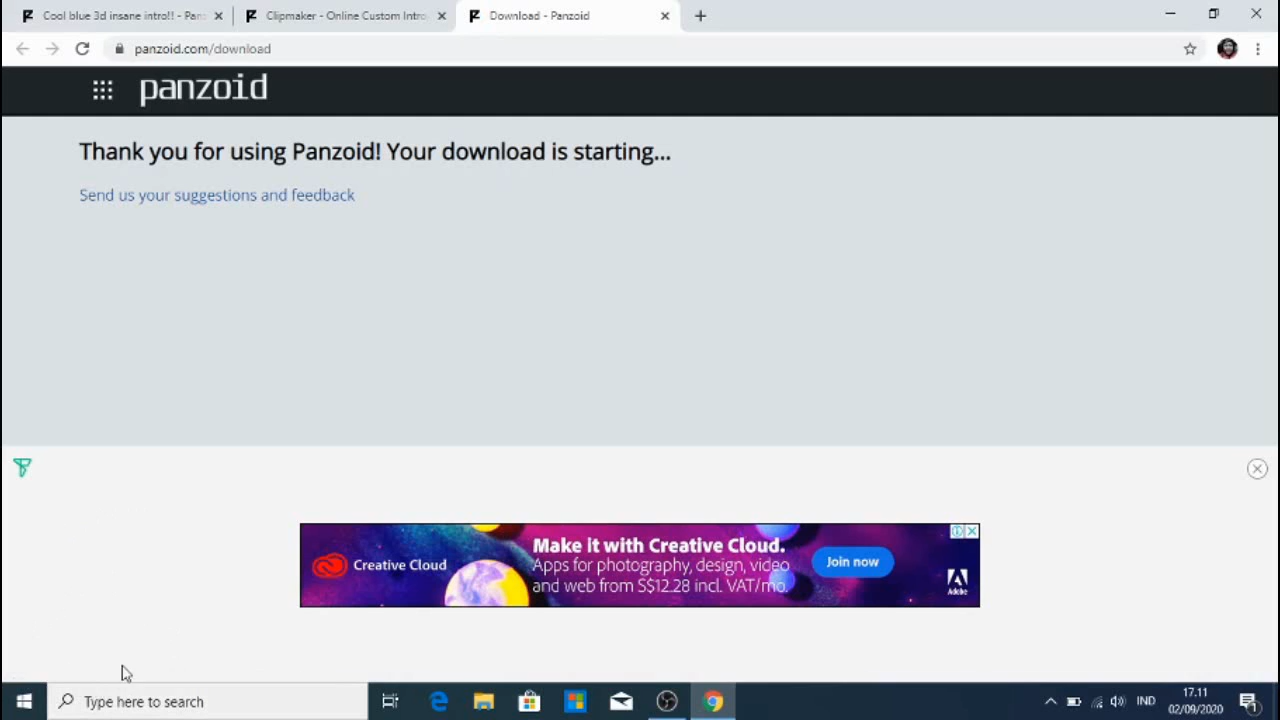 Cool blue 3d insane intro!! - Pan
Clipmaker - Online Custom Intro
Download - Panzoid
panzoid.com/download
panzoid
Thank you for using Panzoid! Your download is starting...
Send us your suggestions and feedback
Creative Cloud
Make it with Creative Cloud.
Apps for photography, design, video
and web from S$12.28 incl. VAT/mo.
Join now
Adobe
Type here to search
IND
17.11
02/09/2020
1